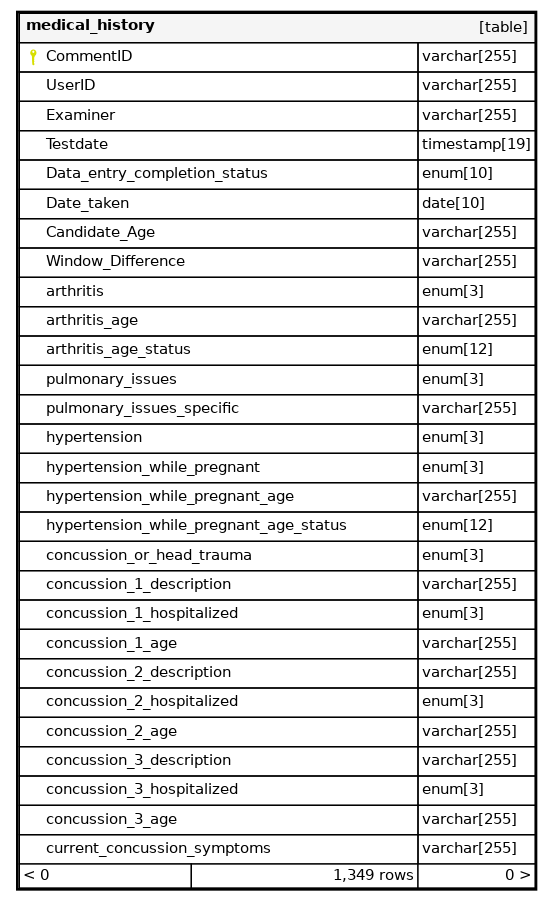 medical_history [table]
CommentID varchar[255]
UserID varchar[255]
Examiner varchar[255]
Testdate timestamp[19]
Data_entry_completion_status enum[10]
Date_taken date[10]
Candidate_Age varchar[255]
Window_Difference varchar[255]
arthritis enum[3]
arthritis_age varchar[255]
arthritis_age_status enum[12]
pulmonary_issues enum[3]
pulmonary_issues_specific varchar[255]
hypertension enum[3]
hypertension_while_pregnant enum[3]
hypertension_while_pregnant_age varchar[255]
hypertension_while_pregnant_age_status enum[12]
concussion_or_head_trauma enum[3]
concussion_1_description varchar[255]
concussion_1_hospitalized enum[3]
concussion_1_age varchar[255]
concussion_2_description varchar[255]
concussion_2_hospitalized enum[3]
concussion_2_age varchar[255]
concussion_3_description varchar[255]
concussion_3_hospitalized enum[3]
concussion_3_age varchar[255]
current_concussion_symptoms varchar[255]
< 0 1,349 rows 0 >